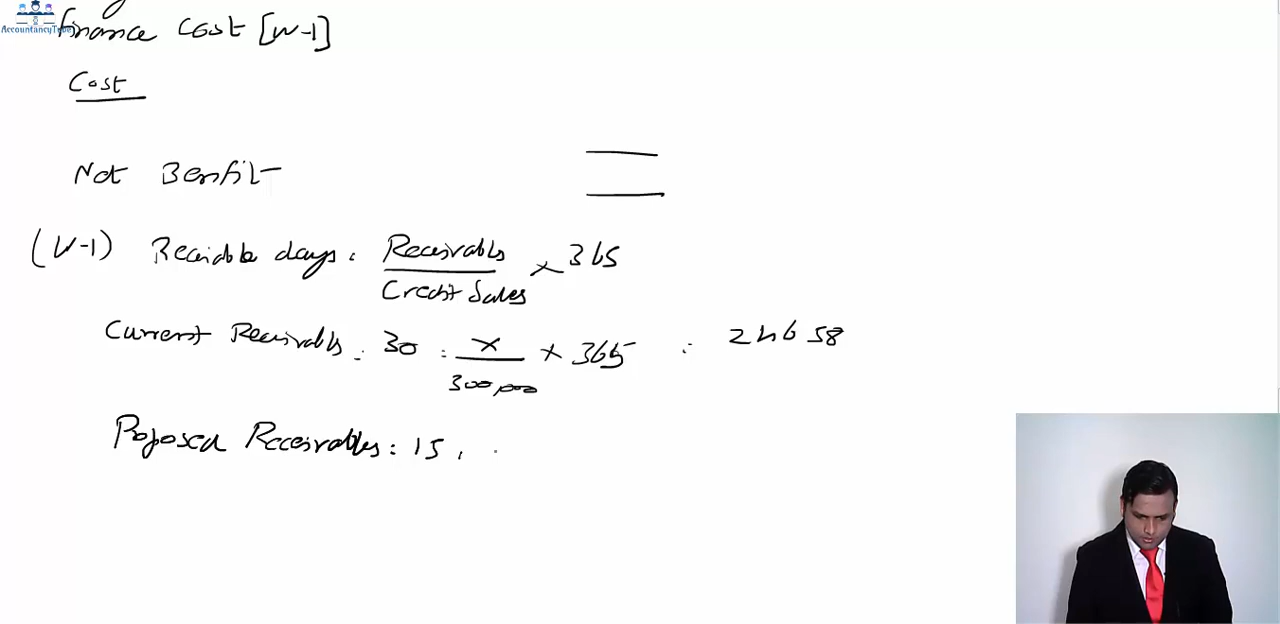 AccountancyTube
Finance Cost [W-1]
Cost
Net Benefit
(W-1) Receivable days : Receivables / Credit Sales × 365
Current Receivables : 30 : x / 300,000 × 365 : 24658
Proposed Receivables : 15 ,